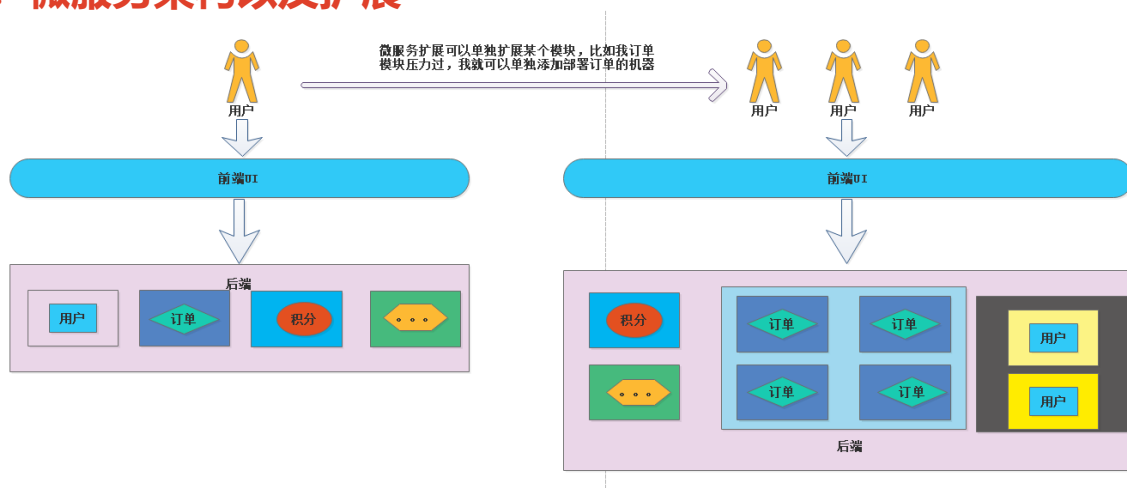 微服务架构以及扩展
微服务扩展可以单独扩展某个模块，比如我订单
模块压力过，我就可以单独添加部署订单的机器
用户
用户
用户
用户
前端UI
前端UI
后端
用户
订单
积分
。。。
积分
订单
订单
用户
。。。
订单
订单
用户
后端